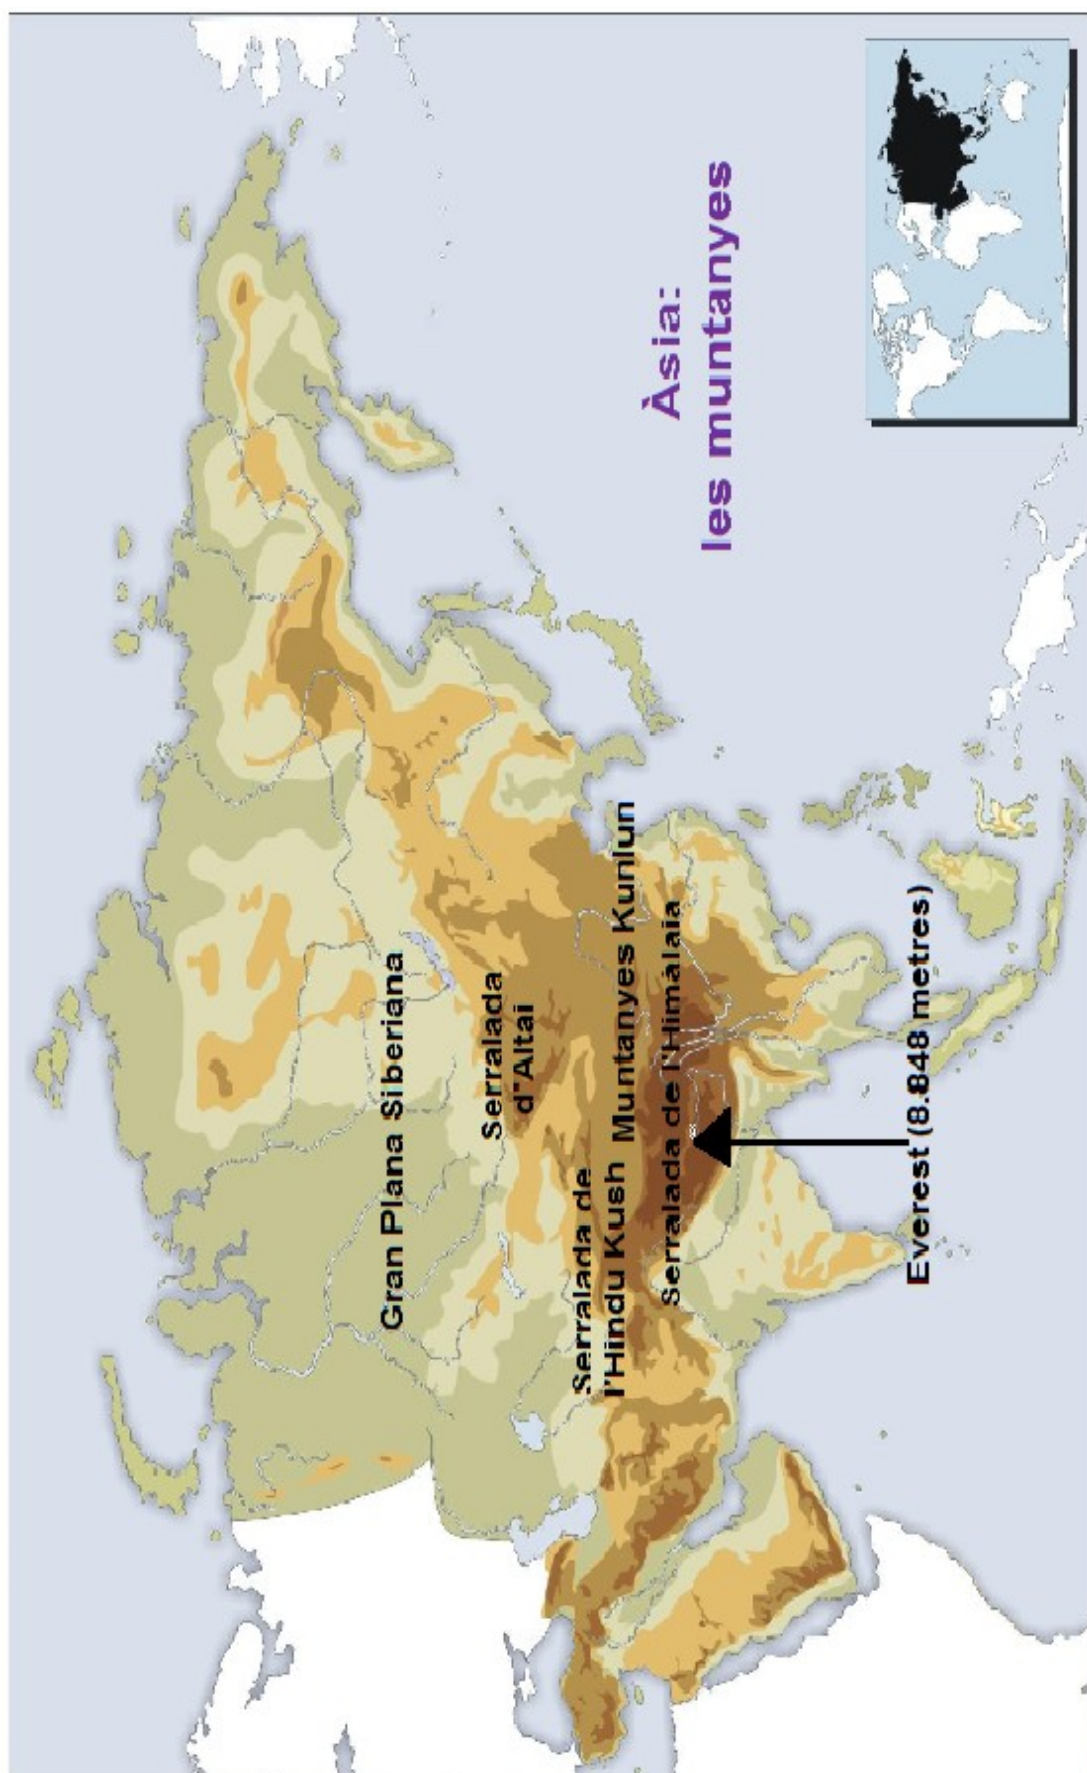 Àsia:
les muntanyes
Gran Plana Siberiana
Serralada
d'Altai
Serralada de
l'Hindu Kush
Muntanyes Kunlun
Serralada de l'Himàlaia
Everest (8.848 metres)